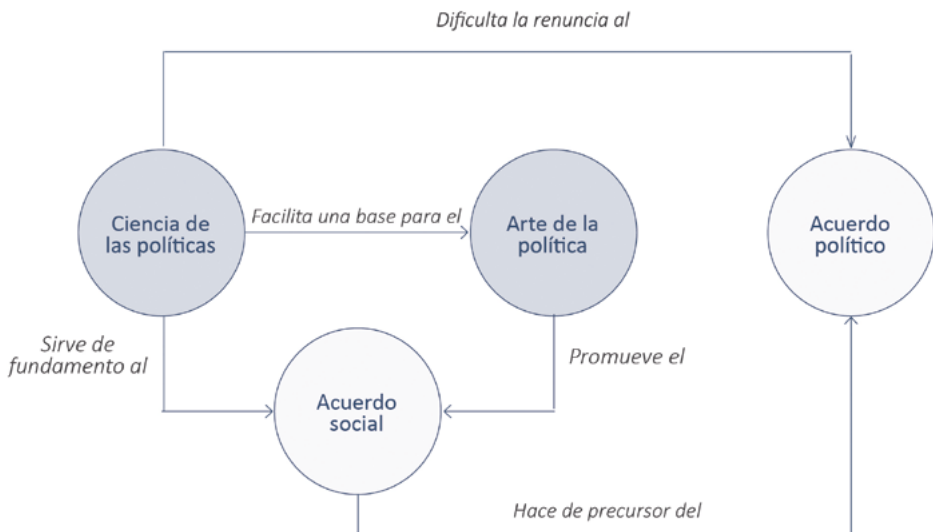 Dificulta la renuncia al
Ciencia de
las políticas
Facilita una base para el
Arte de la
política
Acuerdo
político
Sirve de
fundamento al
Promueve el
Acuerdo
social
Hace de precursor del